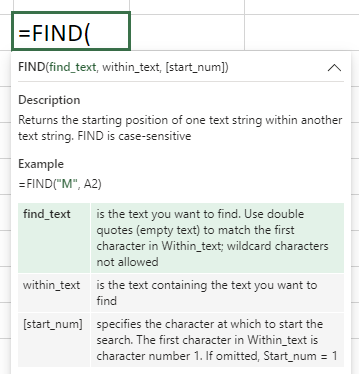 =FIND(
FIND(find_text, within_text, [start_num])
Description
Returns the starting position of one text string within another
text string. FIND is case-sensitive
Example
=FIND("M", A2)
find_text is the text you want to find. Use double
quotes (empty text) to match the first
character in Within_text; wildcard characters
not allowed
within_text is the text containing the text you want to
find
[start_num] specifies the character at which to start the
search. The first character in Within_text is
character number 1. If omitted, Start_num = 1